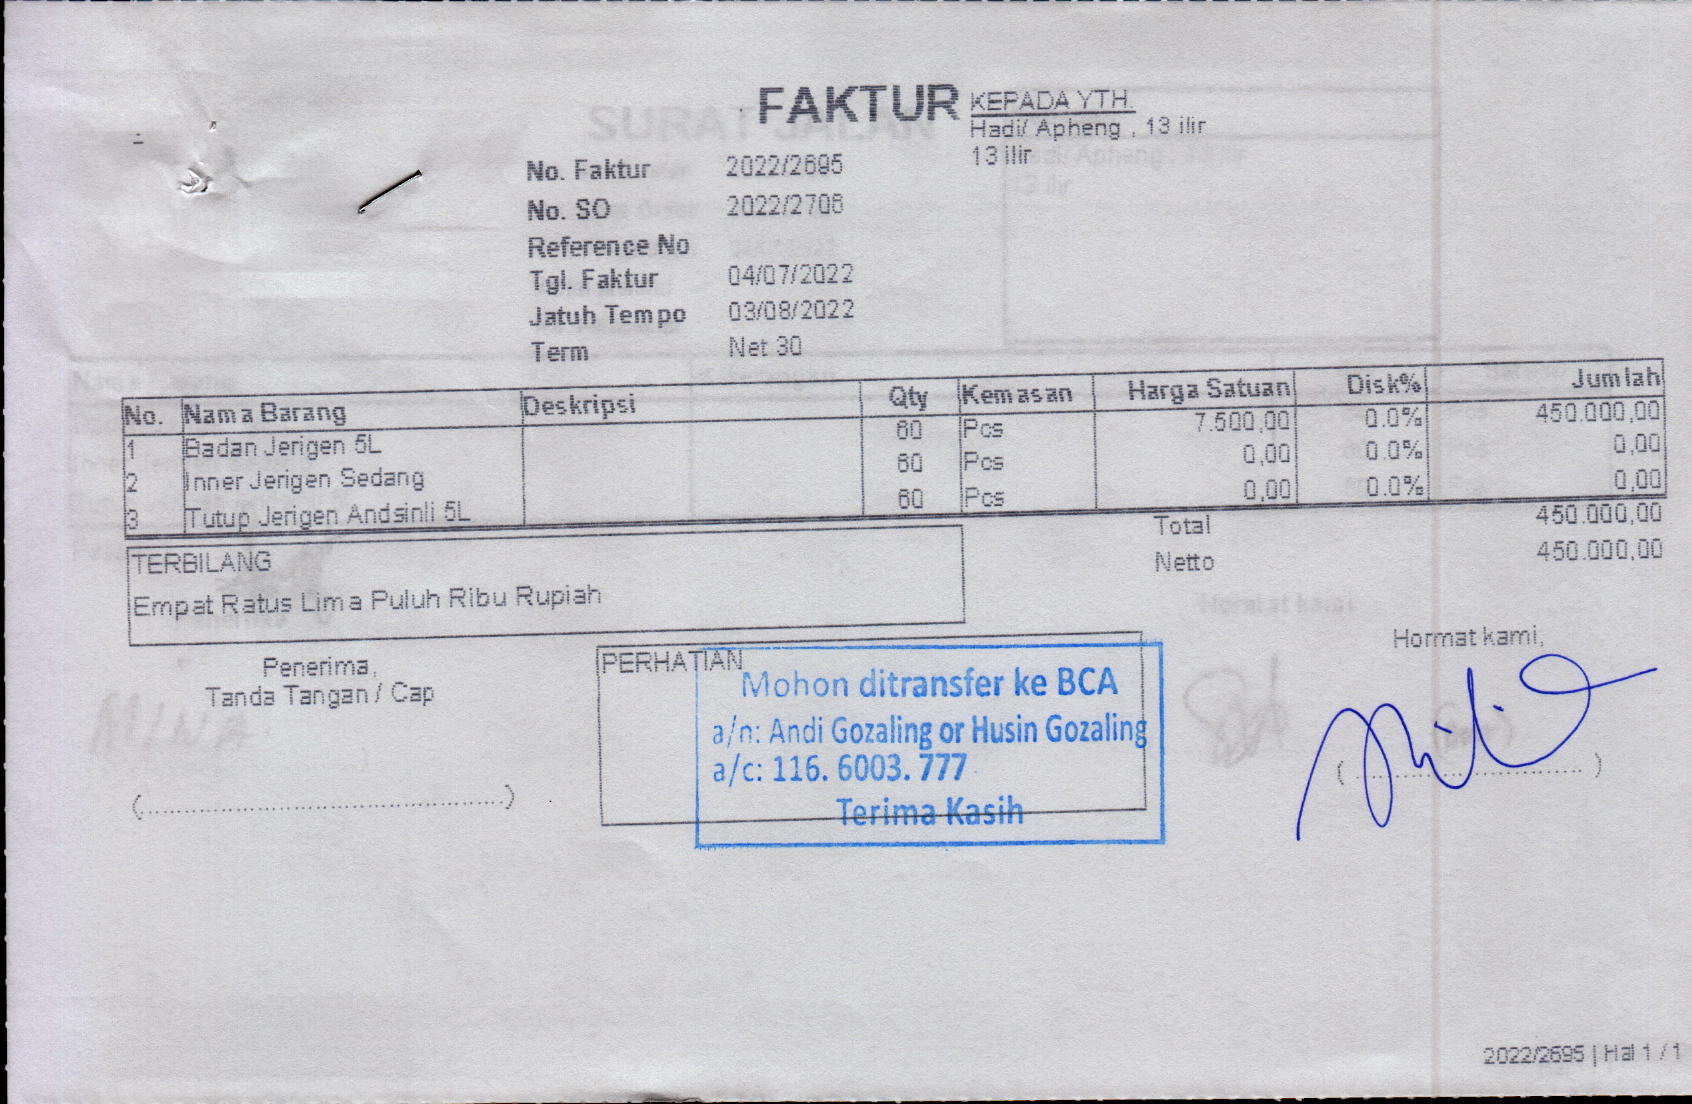 FAKTUR
KEPADA YTH.
Hadi/ Apheng , 13 ilir
13 ilir
No. Faktur 2022/2695
No. SO 2022/2706
Reference No
Tgl. Faktur 04/07/2022
Jatuh Tempo 03/08/2022
Term Net 30
No. Nama Barang Deskripsi Qty Kemasan Harga Satuan Disk% Jumlah
1 Badan Jerigen 5L 60 Pcs 7.500,00 0.0% 450.000,00
2 Inner Jerigen Sedang 60 Pcs 0,00 0.0% 0,00
3 Tutup Jerigen Andsinli 5L 60 Pcs 0,00 0.0% 0,00
Total 450.000,00
Netto 450.000,00
TERBILANG
Empat Ratus Lima Puluh Ribu Rupiah
Penerima,
Tanda Tangan / Cap
PERHATIAN
Mohon ditransfer ke BCA
a/n: Andi Gozaling or Husin Gozaling
a/c: 116. 6003. 777
Terima Kasih
Hormat kami,
SURAT JALAN
MINA
2022/2695 | Hal 1 / 1